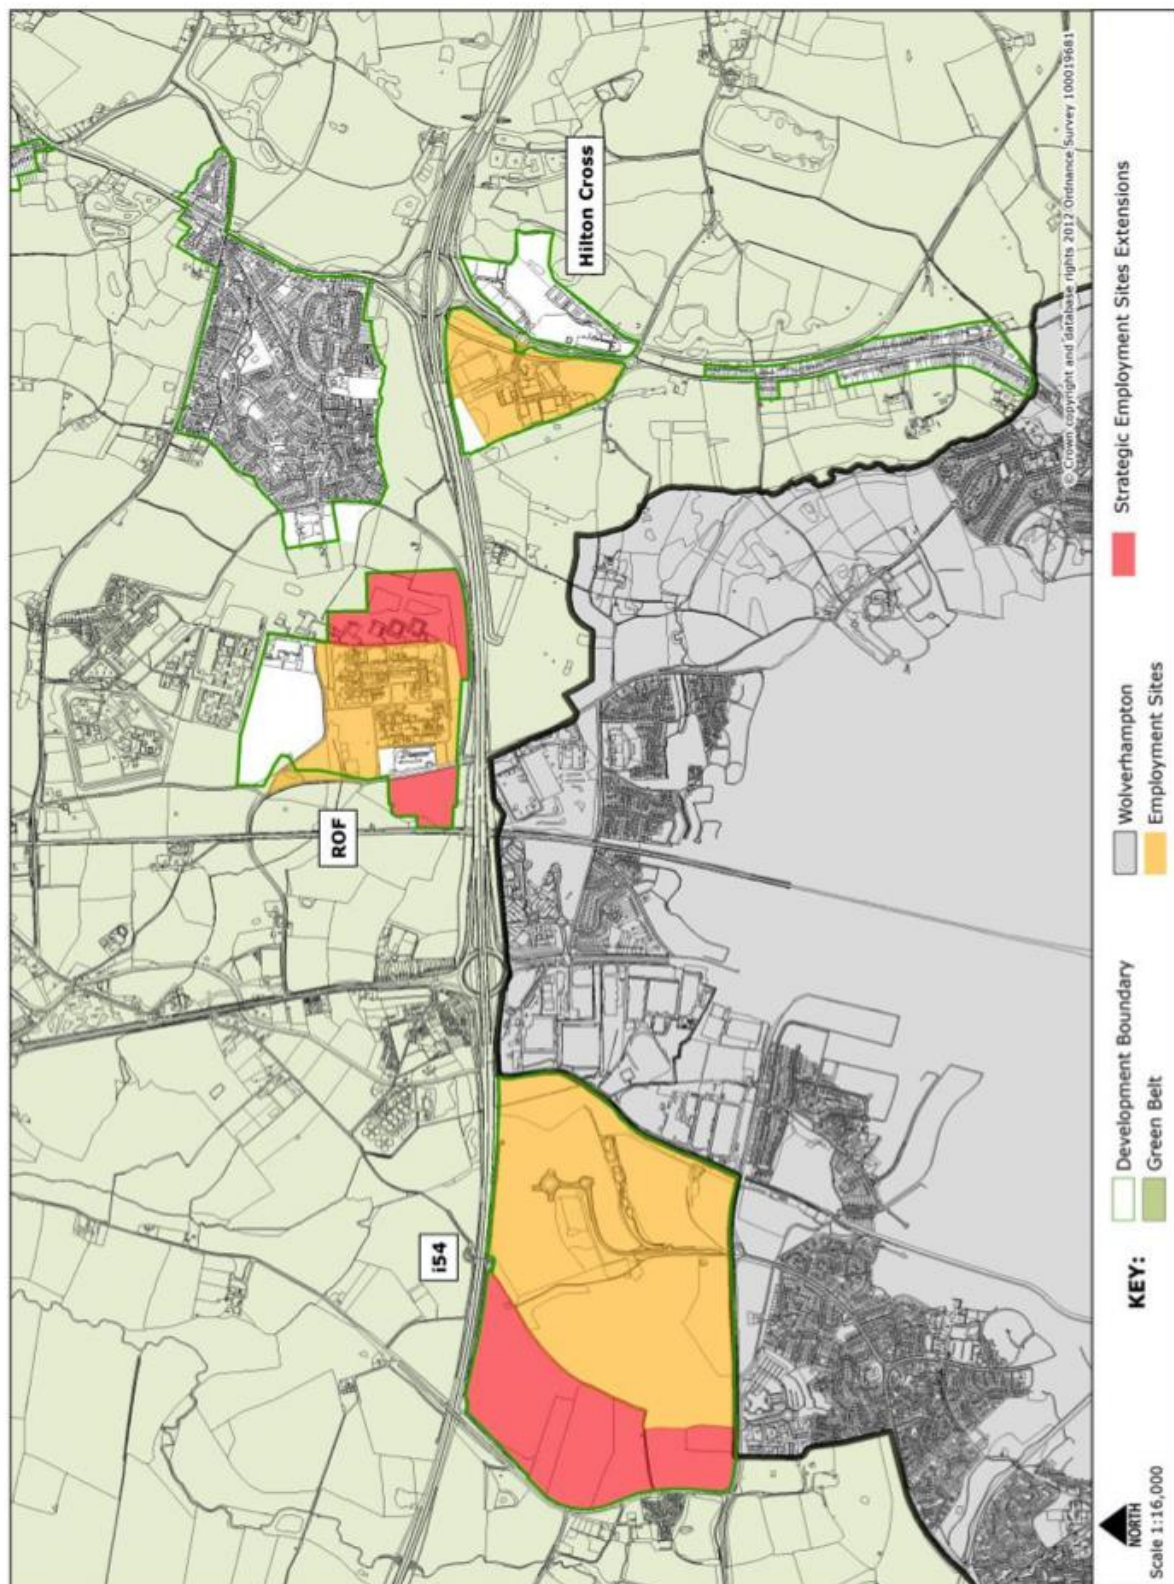 i54
ROF
Hilton Cross
© Crown copyright and database rights 2012 Ordnance Survey 100019681
NORTH
Scale 1:16,000
KEY:
Development Boundary
Green Belt
Wolverhampton
Employment Sites
Strategic Employment Sites Extensions